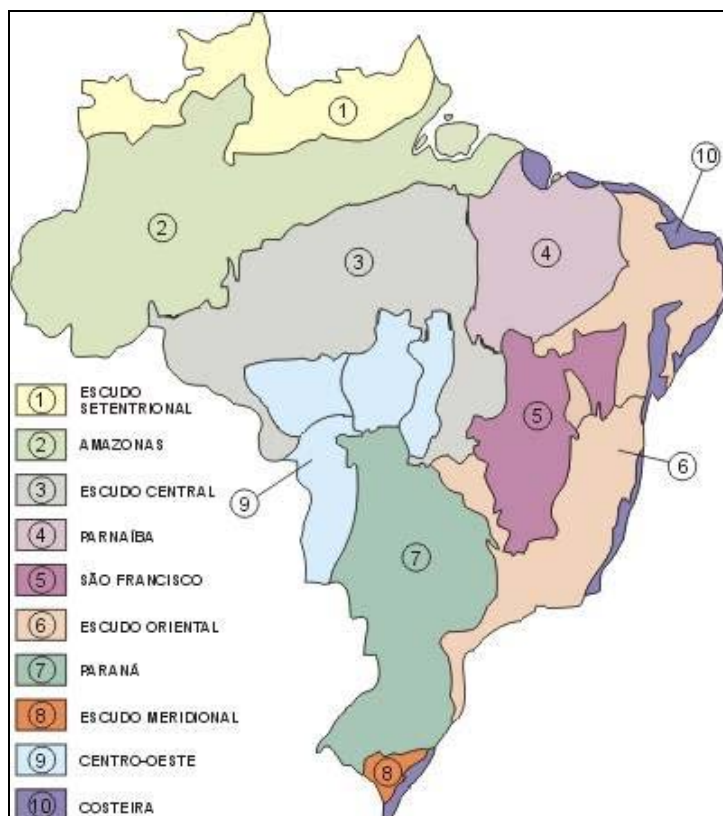 1
10
2
3
4
5
6
9
7
8
1 ESCUDO
SETENTRIONAL
2 AMAZONAS
3 ESCUDO CENTRAL
4 PARNAÍBA
5 SÃO FRANCISCO
6 ESCUDO ORIENTAL
7 PARANÁ
8 ESCUDO MERIDIONAL
9 CENTRO-OESTE
10 COSTEIRA